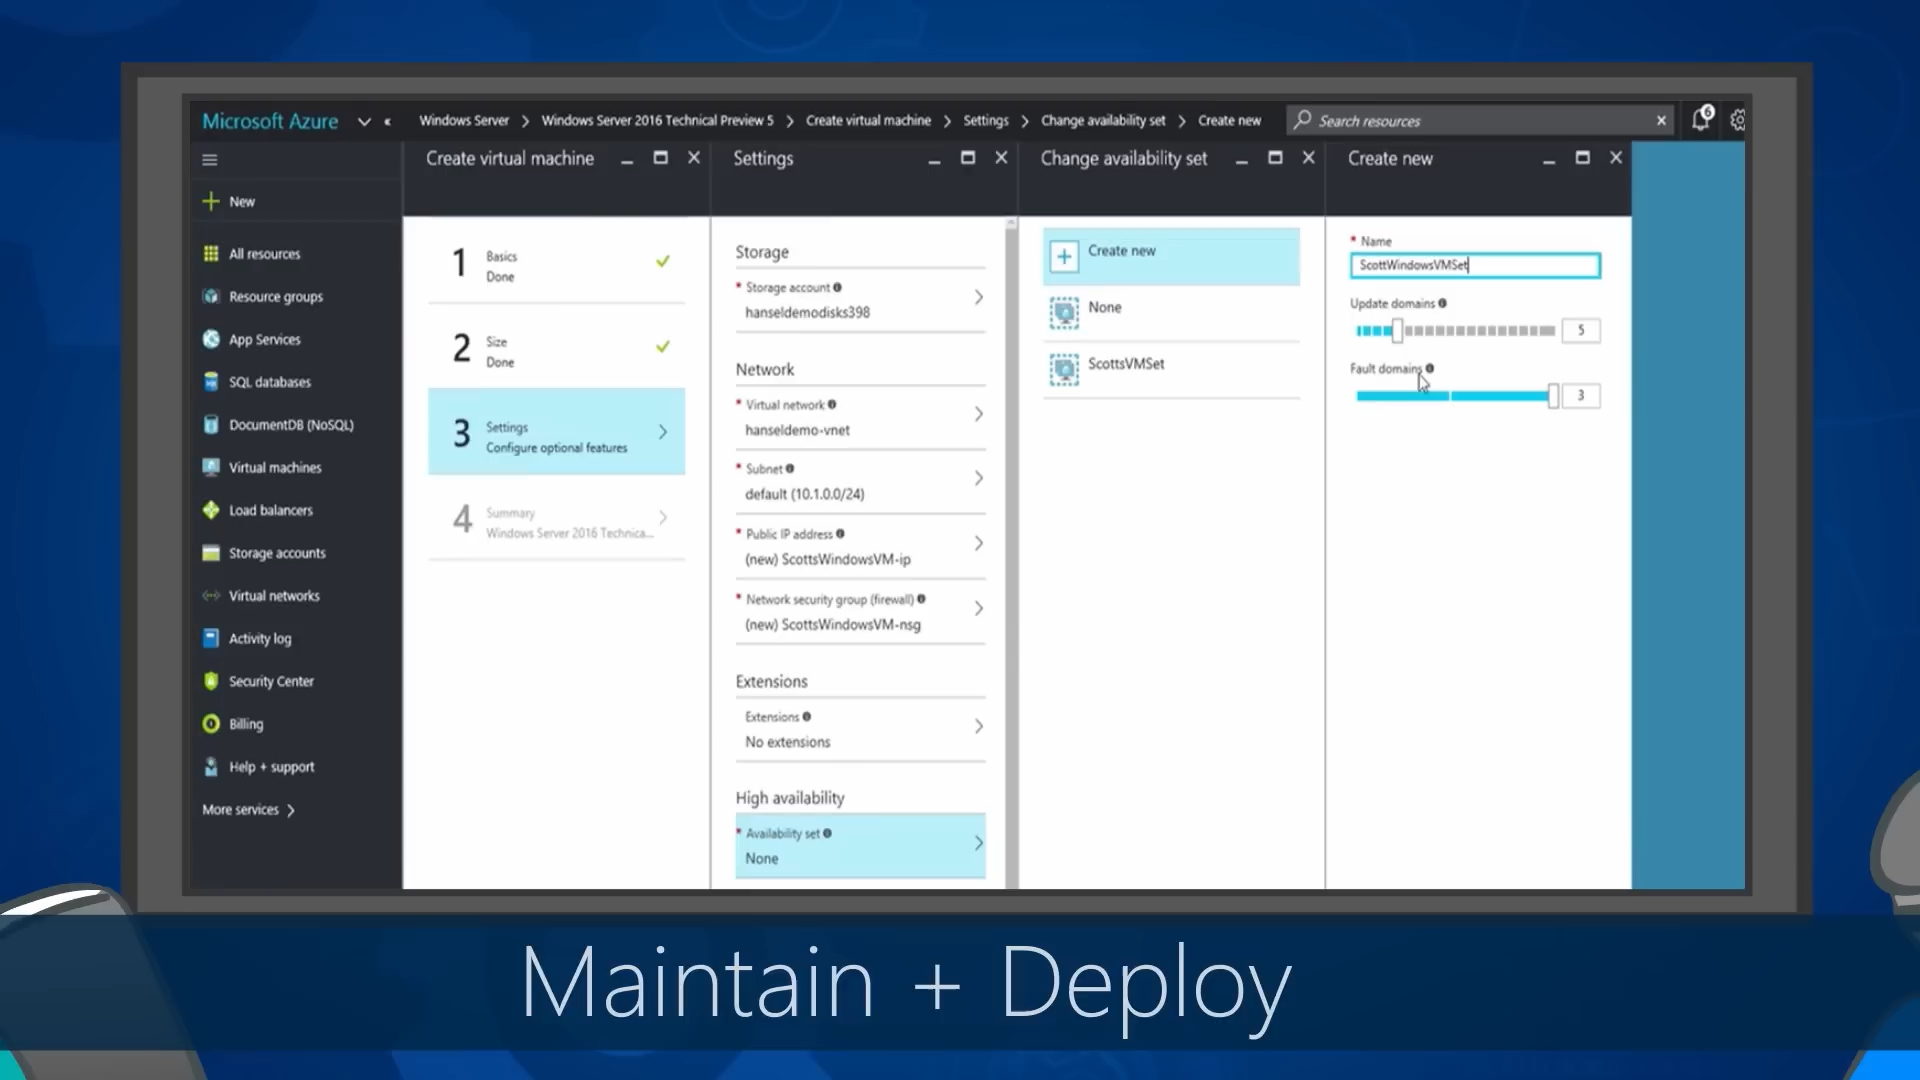 Microsoft Azure
Windows Server > Windows Server 2016 Technical Preview 5 > Create virtual machine > Settings > Change availability set > Create new
Search resources
6
New
All resources
Resource groups
App Services
SQL databases
DocumentDB (NoSQL)
Virtual machines
Load balancers
Storage accounts
Virtual networks
Activity log
Security Center
Billing
Help + support
More services >
Create virtual machine
1 Basics
Done
2 Size
Done
3 Settings
Configure optional features
4 Summary
Windows Server 2016 Technica...
Settings
Storage
* Storage account
hanseldemodisks398
Network
* Virtual network
hanseldemo-vnet
* Subnet
default (10.1.0.0/24)
* Public IP address
(new) ScottsWindowsVM-ip
* Network security group (firewall)
(new) ScottsWindowsVM-nsg
Extensions
Extensions
No extensions
High availability
* Availability set
None
Change availability set
Create new
None
ScottsVMSet
Create new
* Name
ScottWindowsVMSet
Update domains
5
Fault domains
3
Maintain + Deploy